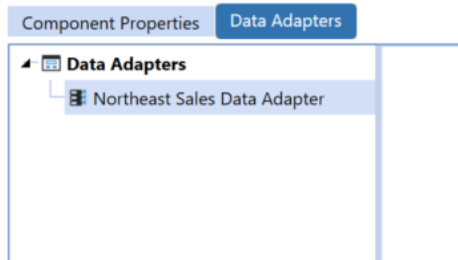 Component Properties Data Adapters
Data Adapters
Northeast Sales Data Adapter